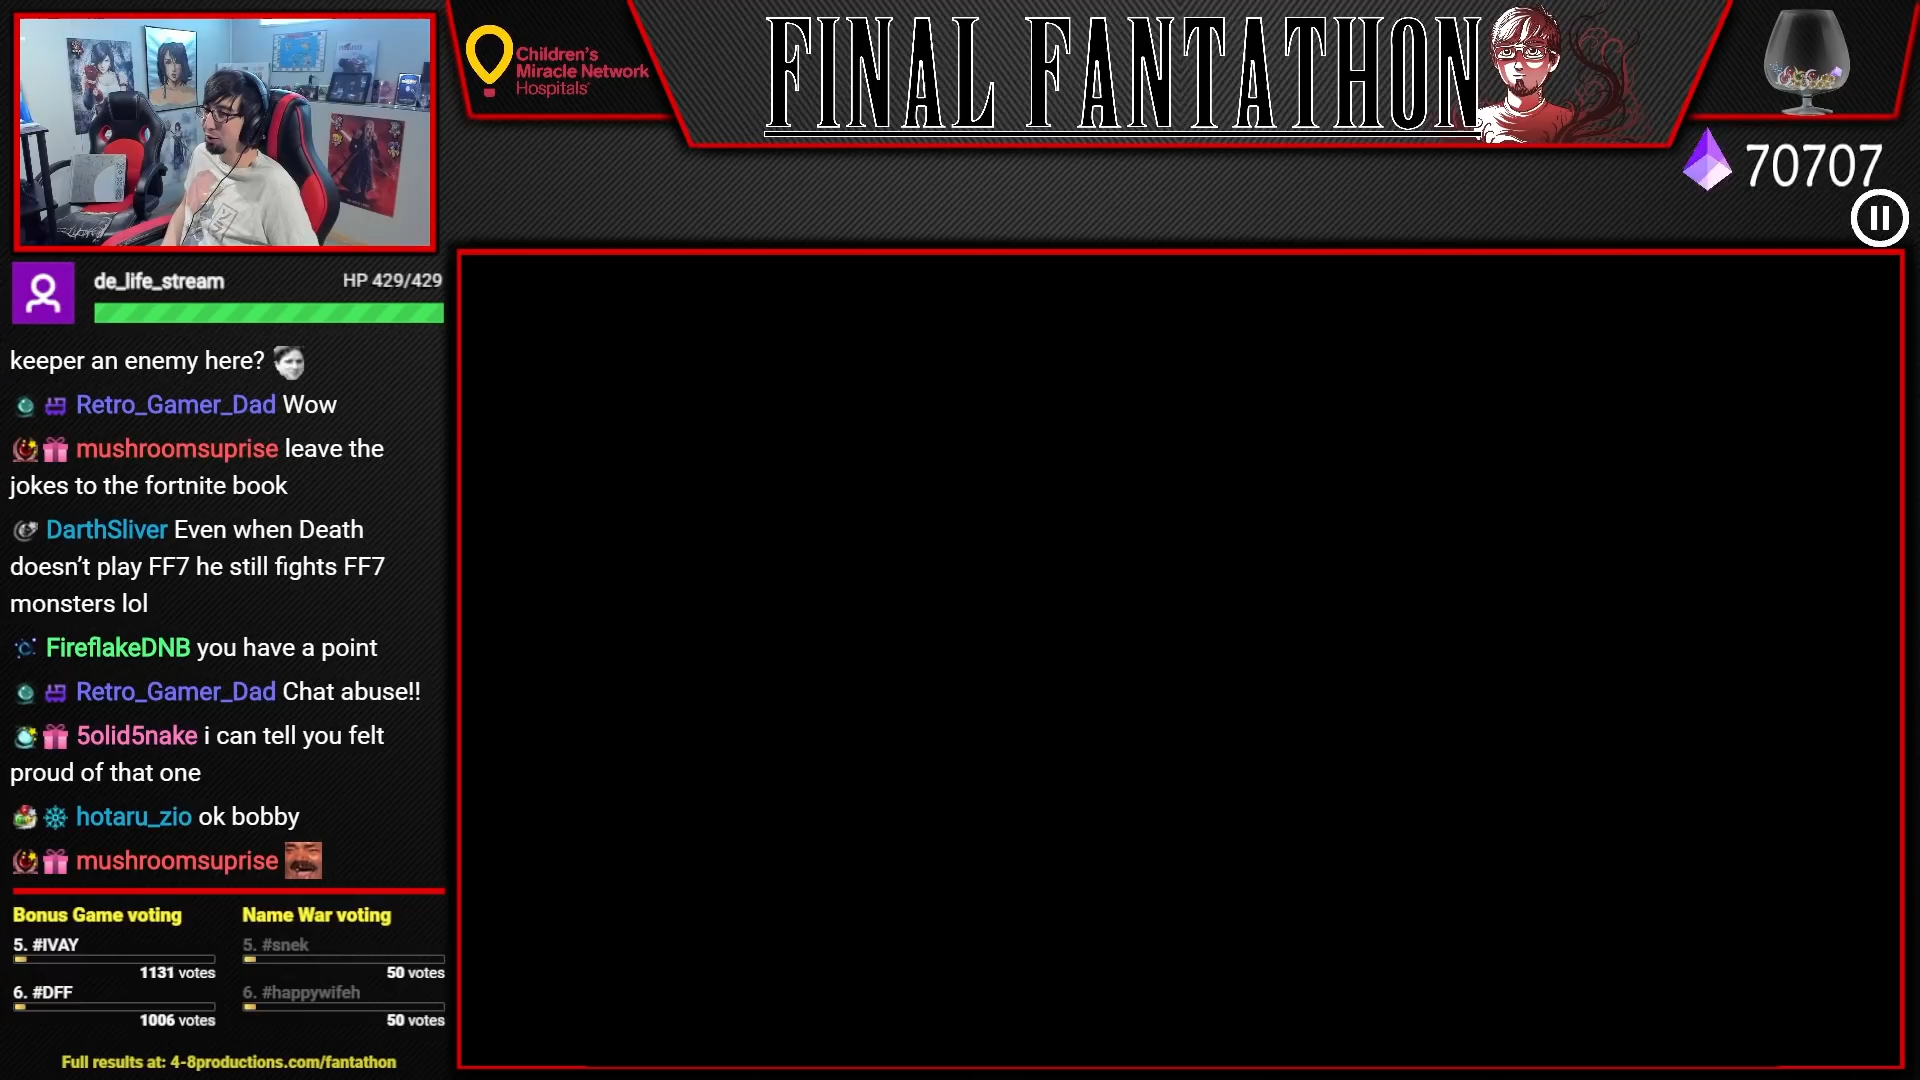 Children's
Miracle Network
Hospitals
FINAL FANTATHON
70707
de_life_stream HP 429/429
keeper an enemy here?
Retro_Gamer_Dad Wow
mushroomsuprise leave the
jokes to the fortnite book
DarthSliver Even when Death
doesn't play FF7 he still fights FF7
monsters lol
FireflakeDNB you have a point
Retro_Gamer_Dad Chat abuse!!
5olid5nake i can tell you felt
proud of that one
hotaru_zio ok bobby
mushroomsuprise
Bonus Game voting
5. #IVAY
1131 votes
6. #DFF
1006 votes
Name War voting
5. #snek
50 votes
6. #happywifeh
50 votes
Full results at: 4-8productions.com/fantathon